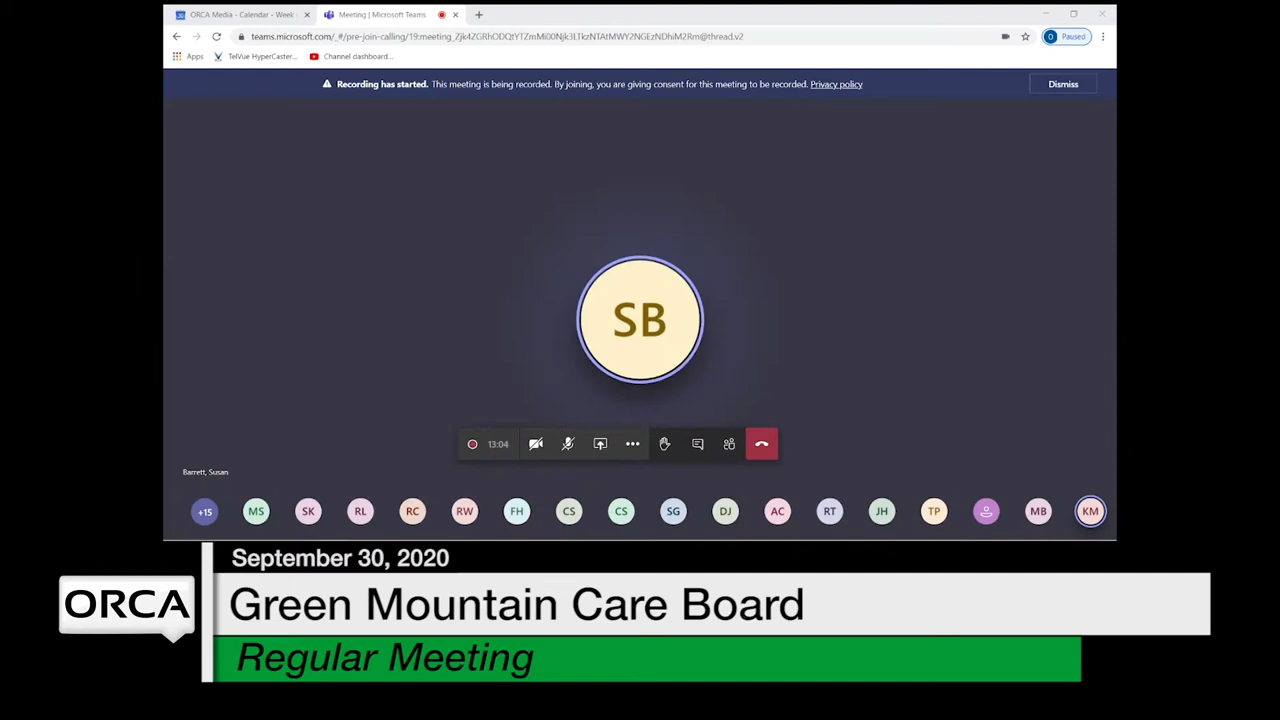 ORCA Media - Calendar - Week
Meeting | Microsoft Teams
Apps
TelVue HyperCaster...
Channel dashboard...
Paused
Recording has started. This meeting is being recorded. By joining, you are giving consent for this meeting to be recorded. Privacy policy
Dismiss
SB
13:04
Barrett, Susan
+15 MS SK RL RC RW FH CS CS SG DJ AC RT JH TP MB KM
September 30, 2020
ORCA
Green Mountain Care Board
Regular Meeting